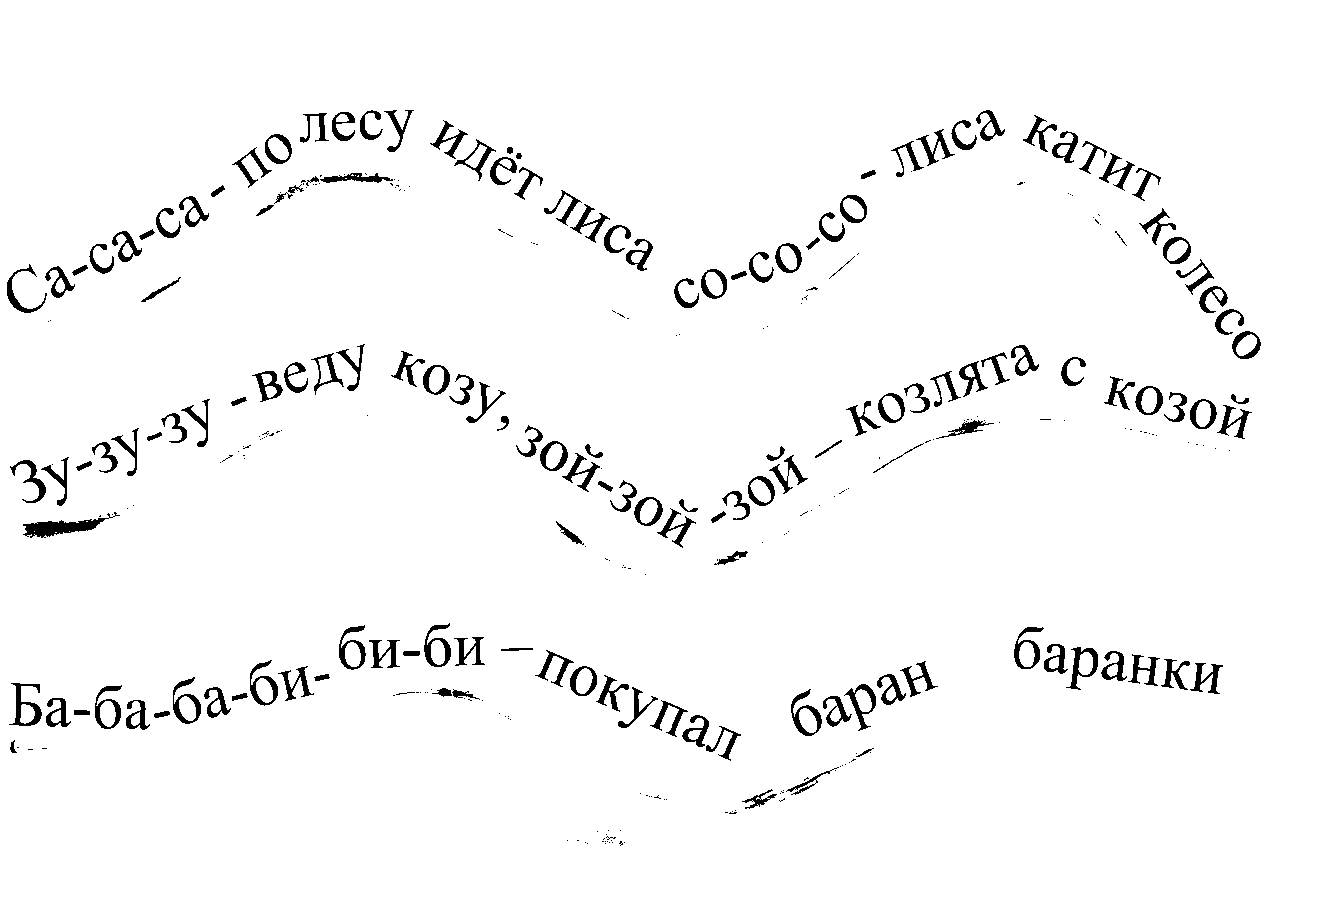 Са-са-са- по лесу идёт лиса со-со-со - лиса катит колесо
Зу-зу-зу -веду козу, зой-зой -зой – козлята с козой
Ба-ба-ба-би- би-би – покупал баран баранки